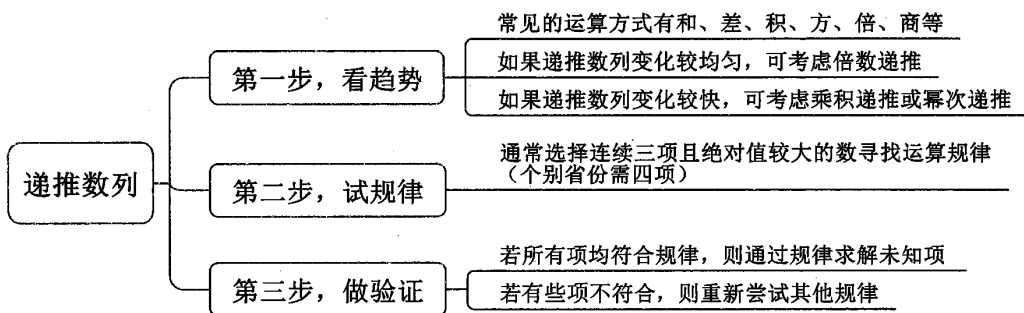 常见的运算方式有和、差、积、方、倍、商等
第一步，看趋势
如果递推数列变化较均匀，可考虑倍数递推
如果递推数列变化较快，可考虑乘积递推或幂次递推
递推数列
第二步，试规律
通常选择连续三项且绝对值较大的数寻找运算规律
（个别省份需四项）
第三步，做验证
若所有项均符合规律，则通过规律求解未知项
若有些项不符合，则重新尝试其他规律